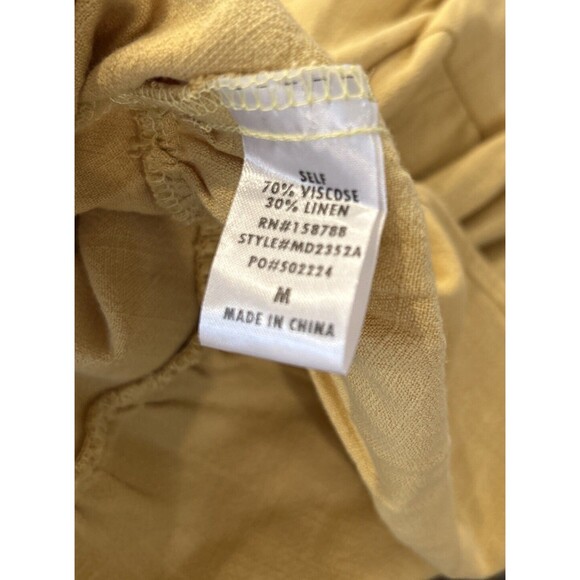 SELF
70% VISCOSE
30% LINEN
RN#158788
STYLE#MD2352A
PO#502224
M
MADE IN CHINA